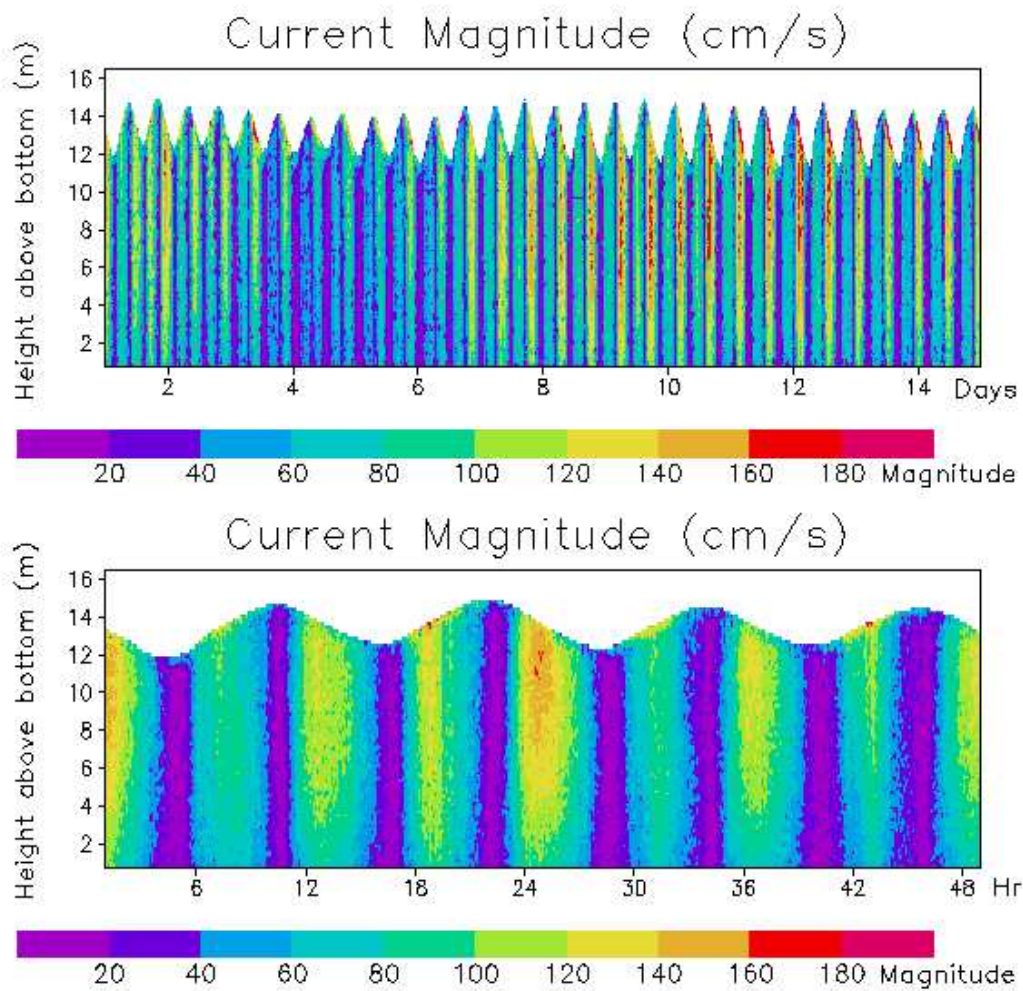 Current Magnitude (cm/s)
Height above bottom (m)
16
14
12
10
8
6
4
2
2 4 6 8 10 12 14 Days
20 40 60 80 100 120 140 160 180 Magnitude
Current Magnitude (cm/s)
Height above bottom (m)
16
14
12
10
8
6
4
2
6 12 18 24 30 36 42 48 Hr
20 40 60 80 100 120 140 160 180 Magnitude